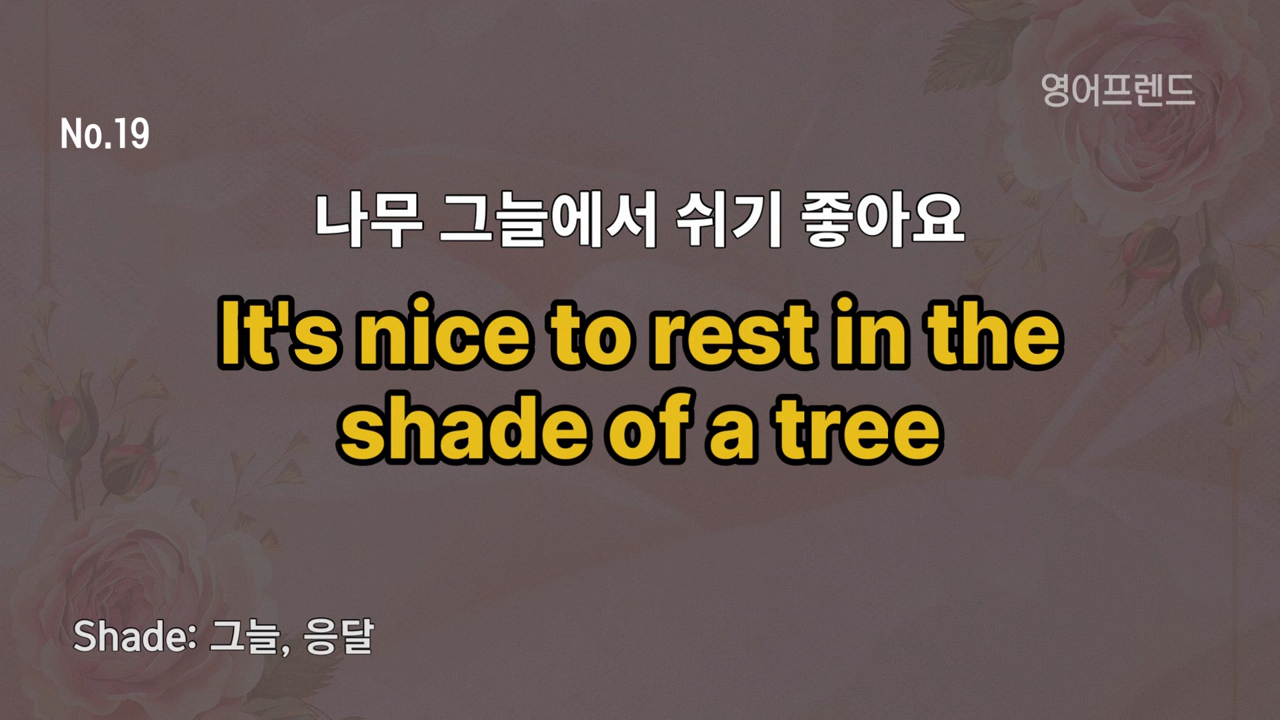 영어프렌드
No.19
나무 그늘에서 쉬기 좋아요
It's nice to rest in the
shade of a tree
Shade: 그늘, 응달